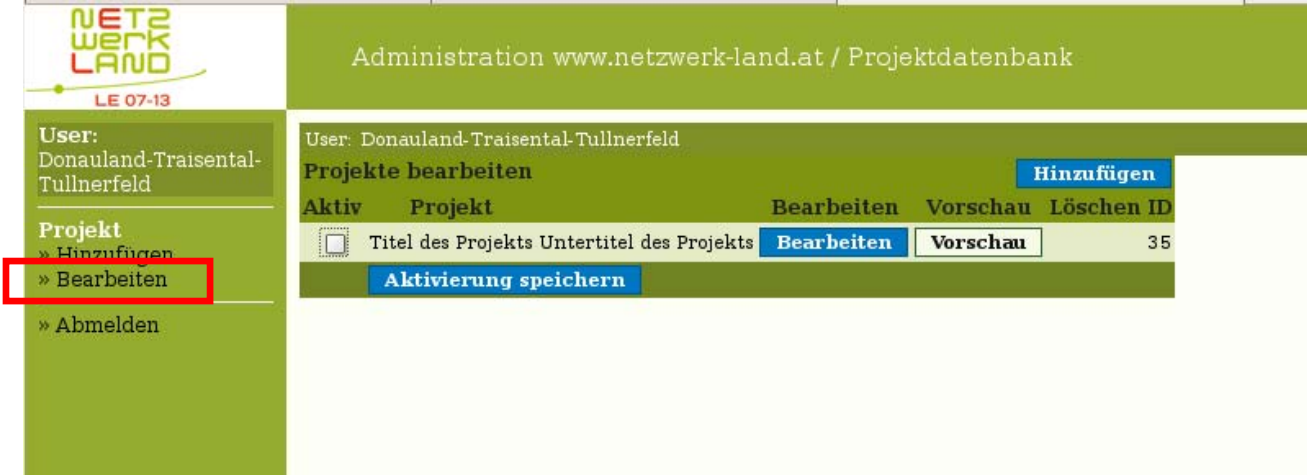 NETZ
werk
LAND
LE 07-13
Administration www.netzwerk-land.at / Projektdatenbank
User:
Donauland-Traisental-
Tullnerfeld
Projekt
» Hinzufügen
» Bearbeiten
» Abmelden
User: Donauland-Traisental-Tullnerfeld
Projekte bearbeiten Hinzufügen
Aktiv Projekt Bearbeiten Vorschau Löschen ID
Titel des Projekts Untertitel des Projekts Bearbeiten Vorschau 35
Aktivierung speichern